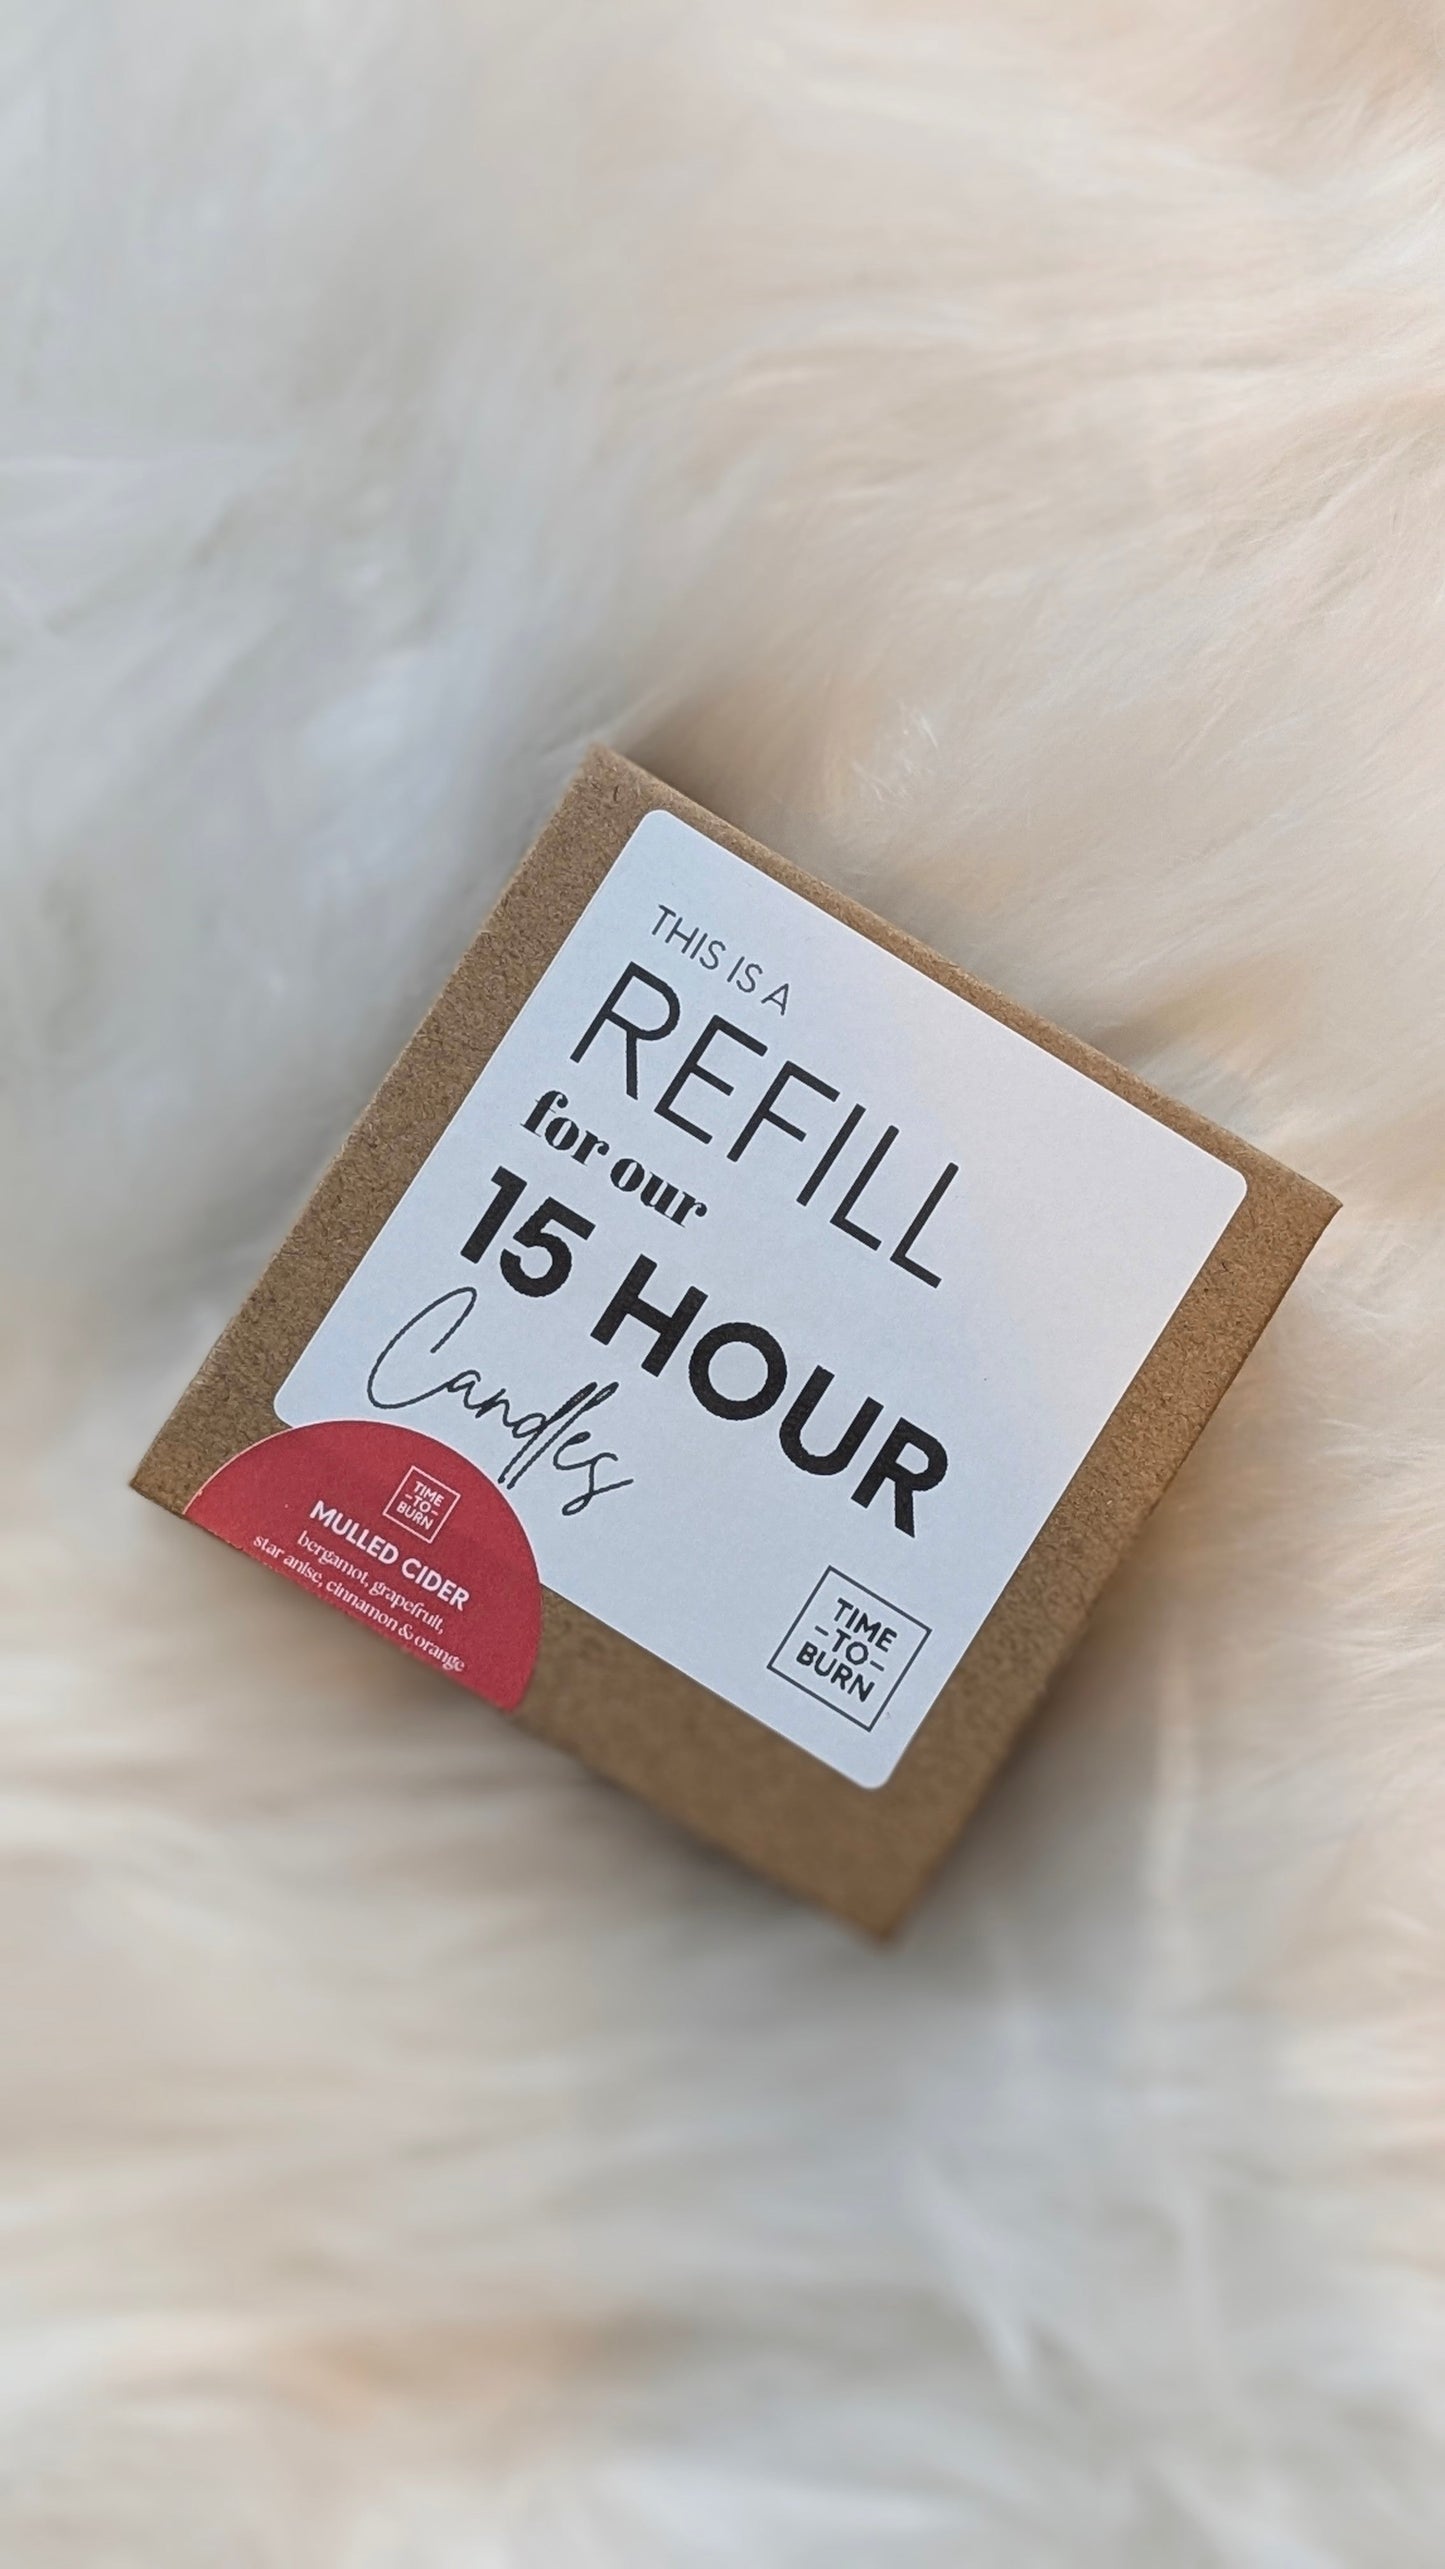 THIS IS A
REFILL
for our
15 HOUR
Candles
TIME
-TO-
BURN
MULLED CIDER
bergamot, grapefruit,
star anise, cinnamon & orange
TIME
-TO-
BURN